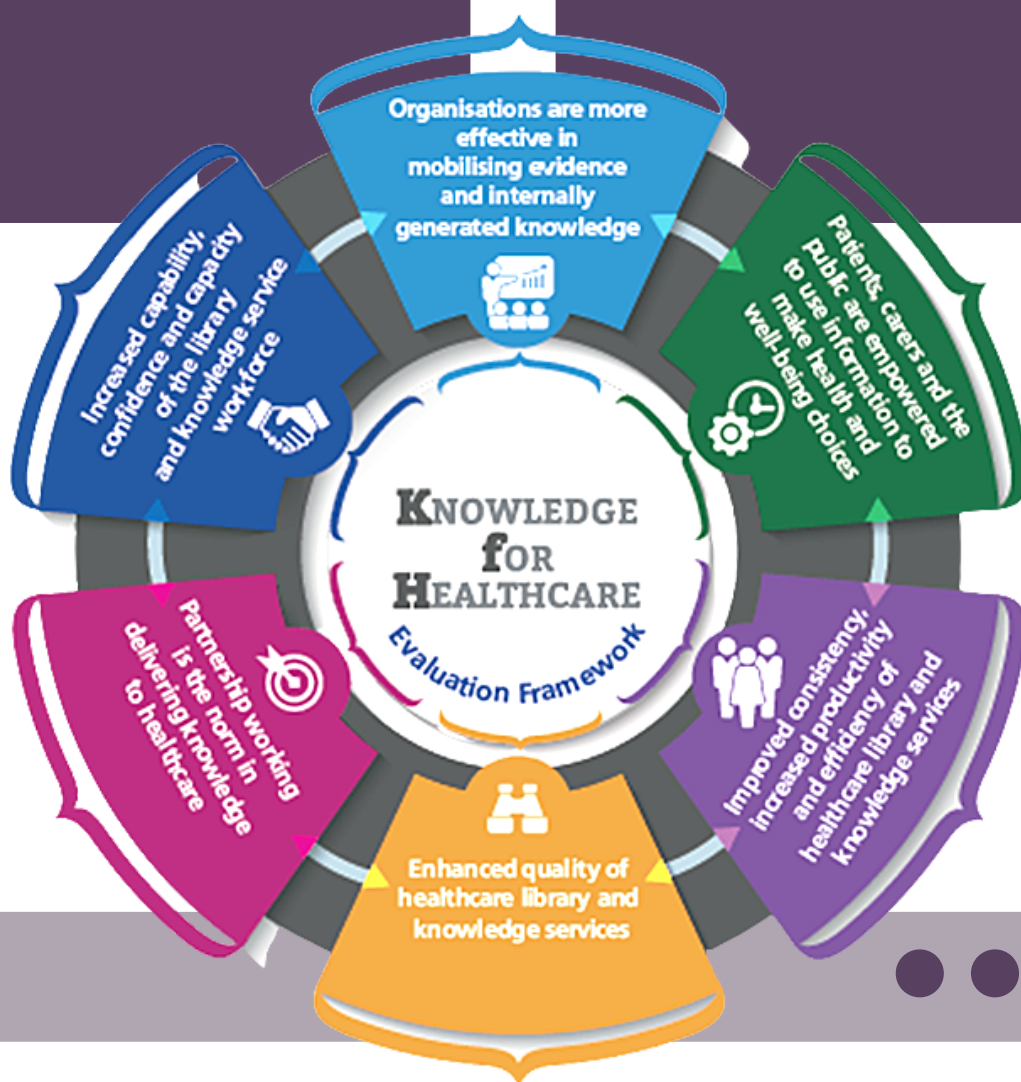 Organisations are more
effective in
mobilising evidence
and internally
generated knowledge
Patients, carers and the
public are empowered
to use information to
make health and
well-being choices
Improved consistency,
increased productivity
and efficiency of
healthcare library and
knowledge services
Enhanced quality of
healthcare library and
knowledge services
Partnership working
is the norm in
delivering knowledge
to healthcare
Increased capability,
confidence and capacity
of the library
and knowledge service
workforce
KNOWLEDGE
fOR
HEALTHCARE
Evaluation Framework